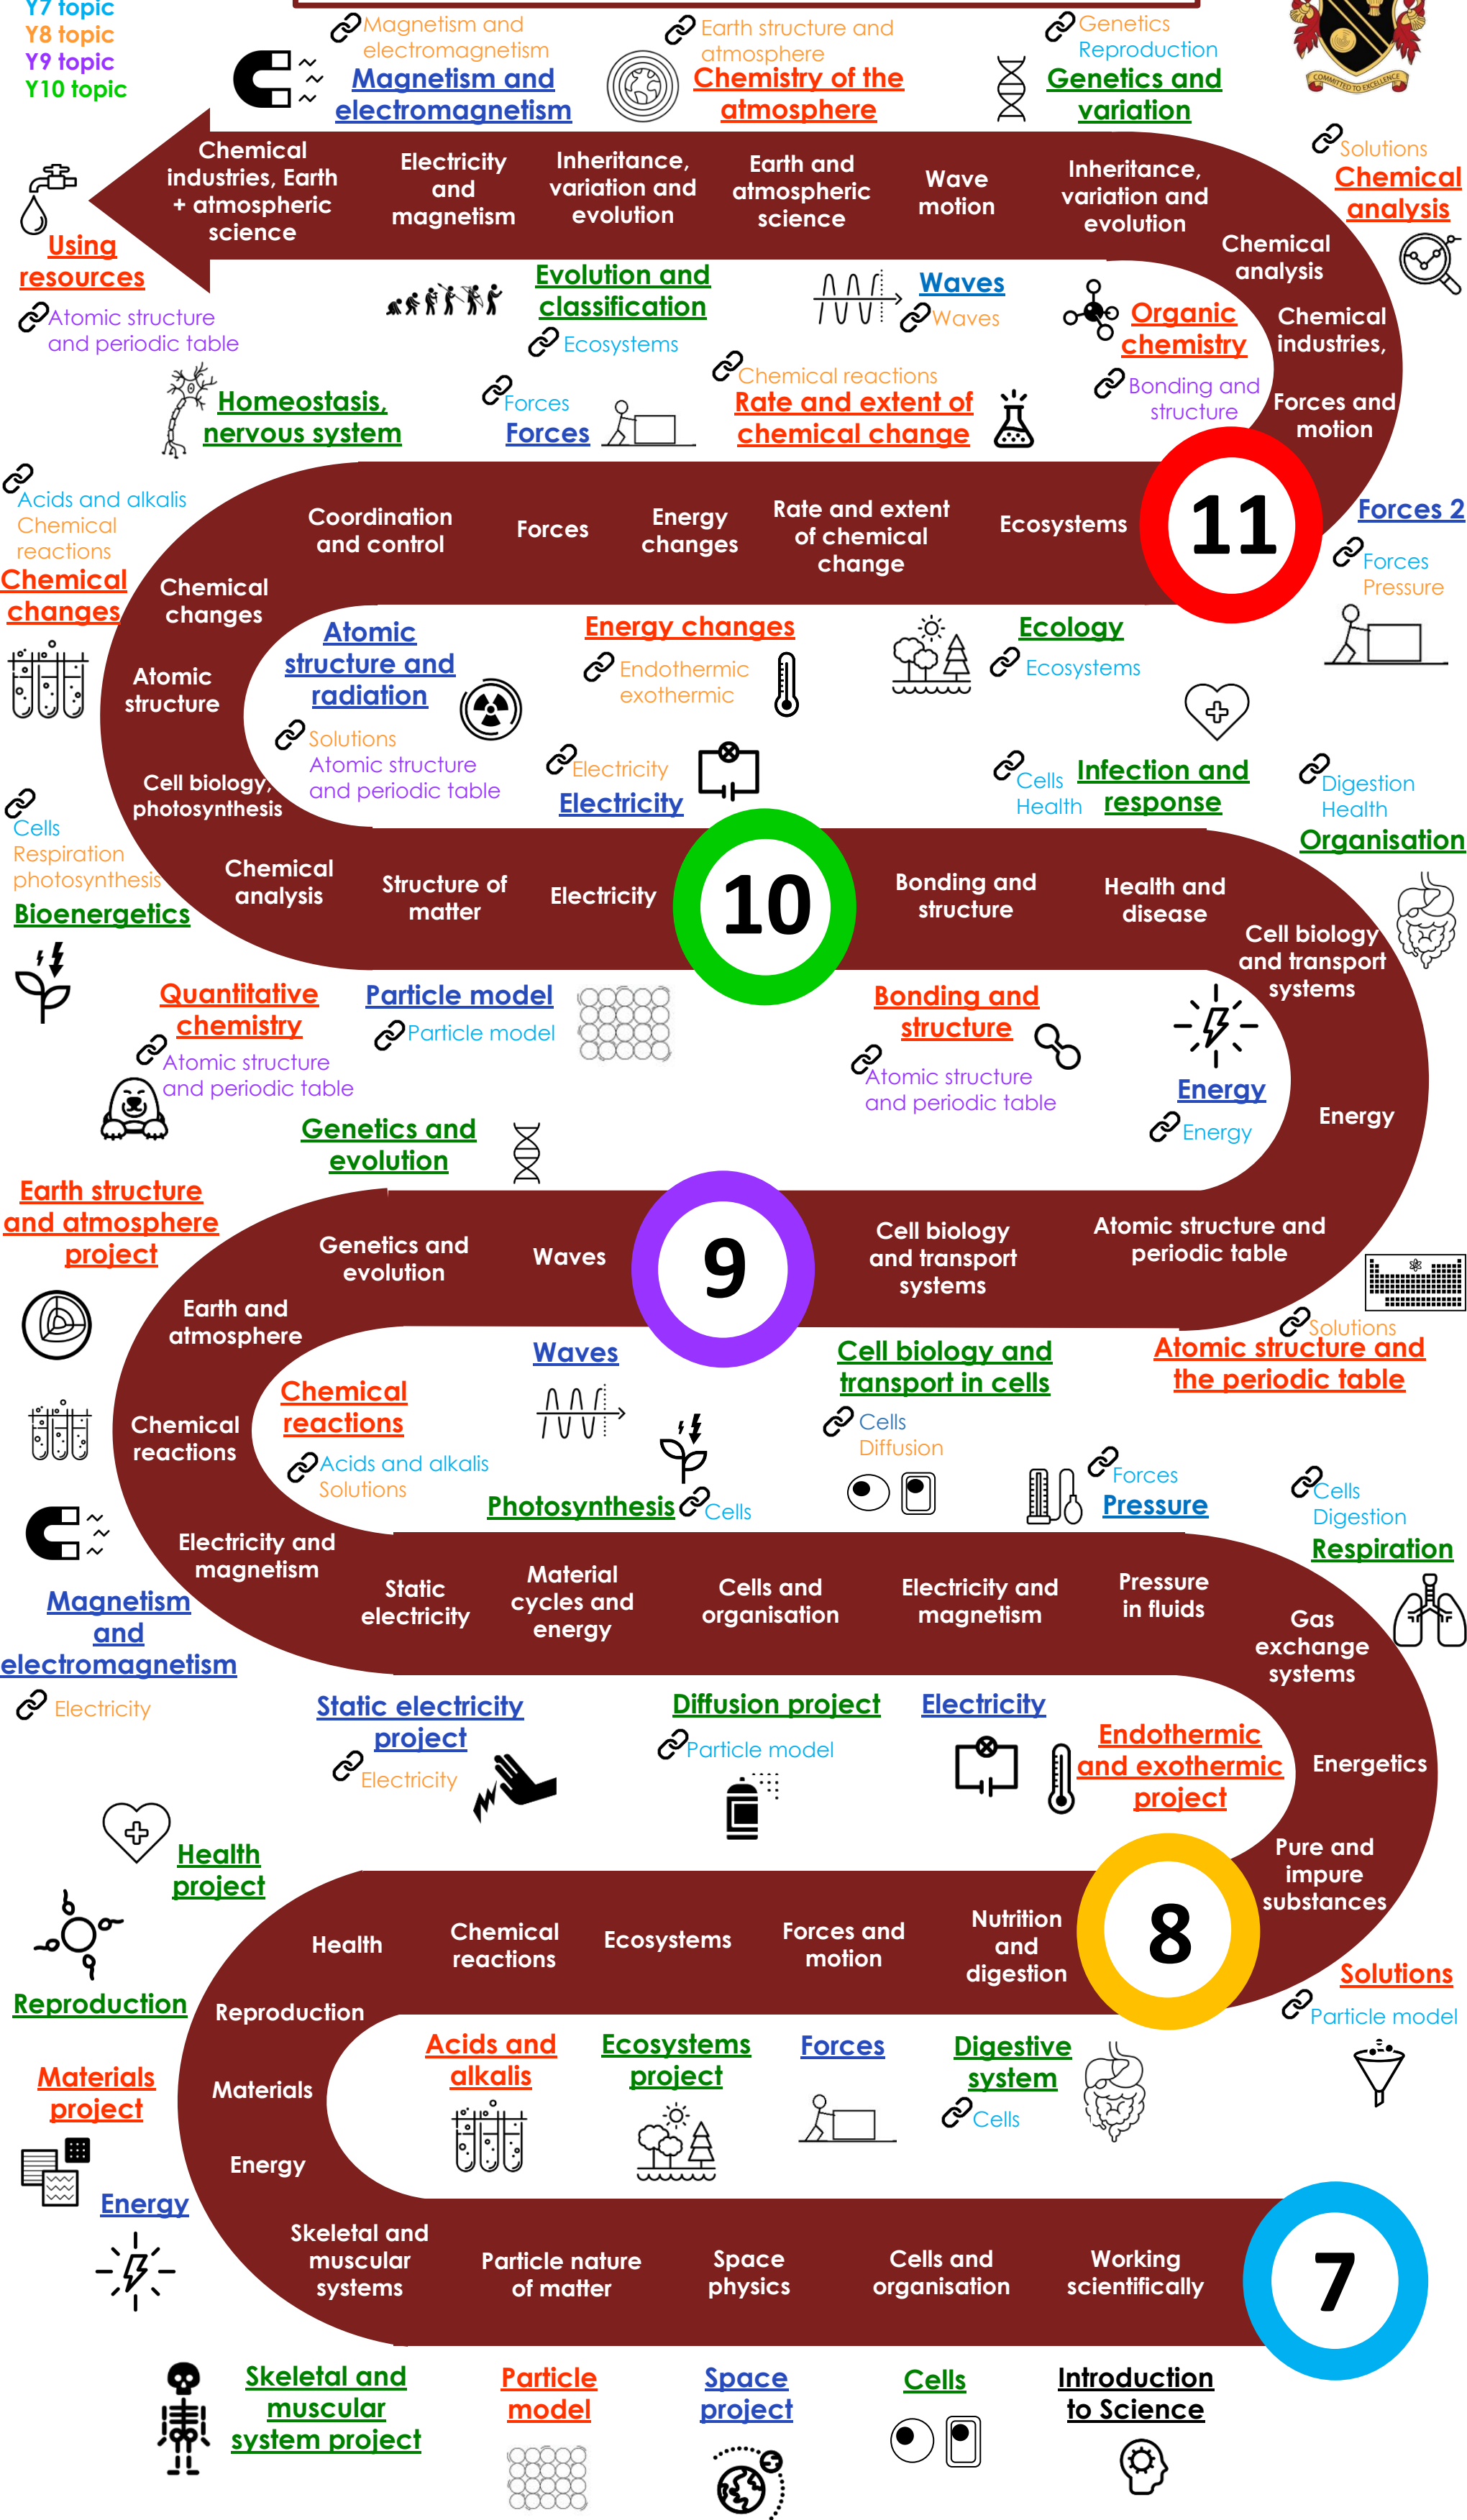 Y7 topic
Y8 topic
Y9 topic
Y10 topic
Magnetism and
electromagnetism
Magnetism and
electromagnetism
Earth structure and
atmosphere
Chemistry of the
atmosphere
Genetics
Reproduction
Genetics and
variation
COMMITTED TO EXCELLENCE
Solutions
Chemical
analysis
Chemical
industries, Earth
+ atmospheric
science
Electricity
and
magnetism
Inheritance,
variation and
evolution
Earth and
atmospheric
science
Wave
motion
Inheritance,
variation and
evolution
Chemical
analysis
Chemical
industries,
Forces and
motion
Using
resources
Atomic structure
and periodic table
Evolution and
classification
Ecosystems
Waves
Waves
Organic
chemistry
Bonding and
structure
Homeostasis,
nervous system
Forces
Forces
Chemical reactions
Rate and extent of
chemical change
11
Forces 2
Forces
Pressure
Acids and alkalis
Chemical
reactions
Chemical
changes
Coordination
and control
Forces
Energy
changes
Rate and extent
of chemical
change
Ecosystems
Chemical
changes
Atomic
structure
Cell biology,
photosynthesis
Atomic
structure and
radiation
Solutions
Atomic structure
and periodic table
Energy changes
Endothermic
exothermic
Electricity
Electricity
Ecology
Ecosystems
Cells
Health
Infection and
response
Digestion
Health
Organisation
Cells
Respiration
photosynthesis
Bioenergetics
Chemical
analysis
Structure of
matter
Electricity
10
Bonding and
structure
Health and
disease
Cell biology
and transport
systems
Energy
Quantitative
chemistry
Atomic structure
and periodic table
Particle model
Particle model
Bonding and
structure
Atomic structure
and periodic table
Energy
Energy
Genetics and
evolution
Earth structure
and atmosphere
project
Genetics and
evolution
Waves
9
Cell biology
and transport
systems
Atomic structure and
periodic table
Earth and
atmosphere
Chemical
reactions
Electricity and
magnetism
Solutions
Atomic structure and
the periodic table
Waves
Cell biology and
transport in cells
Cells
Diffusion
Chemical
reactions
Acids and alkalis
Solutions
Photosynthesis
Cells
Forces
Pressure
Cells
Digestion
Respiration
Magnetism
and
electromagnetism
Electricity
Static
electricity
Material
cycles and
energy
Cells and
organisation
Electricity and
magnetism
Pressure
in fluids
Gas
exchange
systems
Energetics
Pure and
impure
substances
Static electricity
project
Electricity
Diffusion project
Particle model
Electricity
Endothermic
and exothermic
project
Health
project
Reproduction
Health
Chemical
reactions
Ecosystems
Forces and
motion
Nutrition
and
digestion
8
Solutions
Particle model
Reproduction
Materials
Energy
Acids and
alkalis
Ecosystems
project
Forces
Digestive
system
Cells
Materials
project
Energy
Skeletal and
muscular
systems
Particle nature
of matter
Space
physics
Cells and
organisation
Working
scientifically
7
Skeletal and
muscular
system project
Particle
model
Space
project
Cells
Introduction
to Science